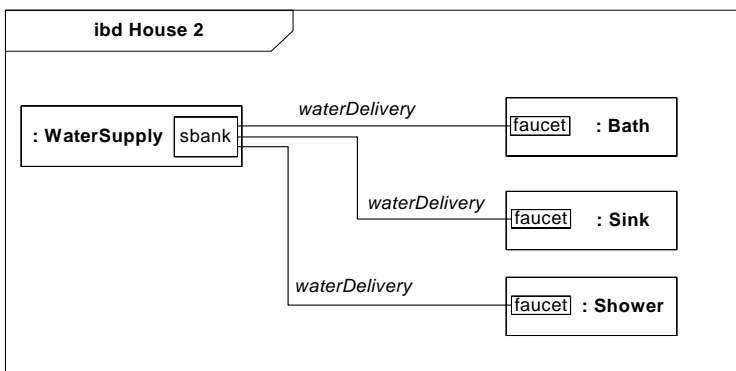 ibd House 2
waterDelivery
: WaterSupply sbank
faucet : Bath
waterDelivery
faucet : Sink
waterDelivery
faucet : Shower